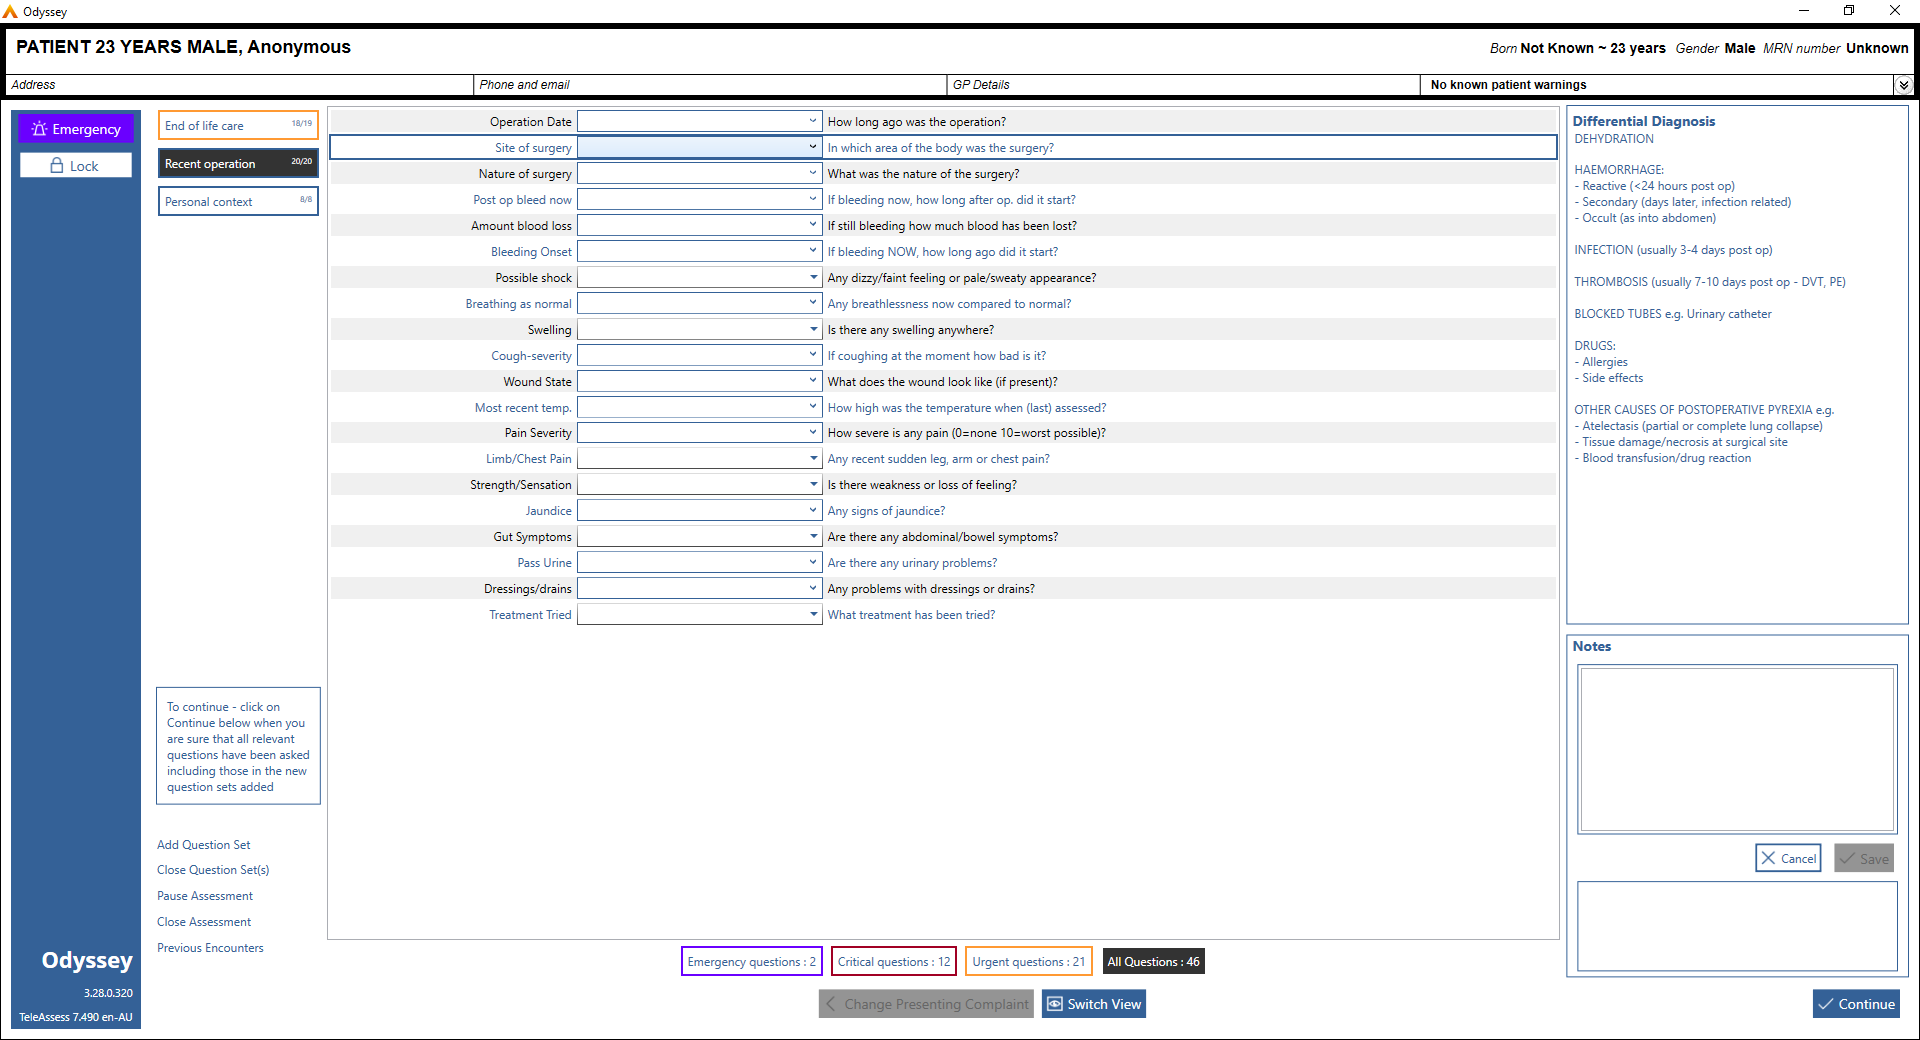 Odyssey
PATIENT 23 YEARS MALE, Anonymous
Born Not Known ~ 23 years Gender Male MRN number Unknown
Address
Phone and email
GP Details
No known patient warnings
Emergency
Lock
End of life care 18/19
Recent operation 20/20
Personal context 8/8
Operation Date How long ago was the operation?
Site of surgery In which area of the body was the surgery?
Nature of surgery What was the nature of the surgery?
Post op bleed now If bleeding now, how long after op. did it start?
Amount blood loss If still bleeding how much blood has been lost?
Bleeding Onset If bleeding NOW, how long ago did it start?
Possible shock Any dizzy/faint feeling or pale/sweaty appearance?
Breathing as normal Any breathlessness now compared to normal?
Swelling Is there any swelling anywhere?
Cough-severity If coughing at the moment how bad is it?
Wound State What does the wound look like (if present)?
Most recent temp. How high was the temperature when (last) assessed?
Pain Severity How severe is any pain (0=none 10=worst possible)?
Limb/Chest Pain Any recent sudden leg, arm or chest pain?
Strength/Sensation Is there weakness or loss of feeling?
Jaundice Any signs of jaundice?
Gut Symptoms Are there any abdominal/bowel symptoms?
Pass Urine Are there any urinary problems?
Dressings/drains Any problems with dressings or drains?
Treatment Tried What treatment has been tried?
Differential Diagnosis
DEHYDRATION
HAEMORRHAGE:
- Reactive (<24 hours post op)
- Secondary (days later, infection related)
- Occult (as into abdomen)
INFECTION (usually 3-4 days post op)
THROMBOSIS (usually 7-10 days post op - DVT, PE)
BLOCKED TUBES e.g. Urinary catheter
DRUGS:
- Allergies
- Side effects
OTHER CAUSES OF POSTOPERATIVE PYREXIA e.g.
- Atelectasis (partial or complete lung collapse)
- Tissue damage/necrosis at surgical site
- Blood transfusion/drug reaction
Notes
Cancel
Save
To continue - click on
Continue below when you
are sure that all relevant
questions have been asked
including those in the new
question sets added
Add Question Set
Close Question Set(s)
Pause Assessment
Close Assessment
Previous Encounters
Odyssey
3.28.0.320
TeleAssess 7.490 en-AU
Emergency questions : 2
Critical questions : 12
Urgent questions : 21
All Questions : 46
Change Presenting Complaint
Switch View
Continue